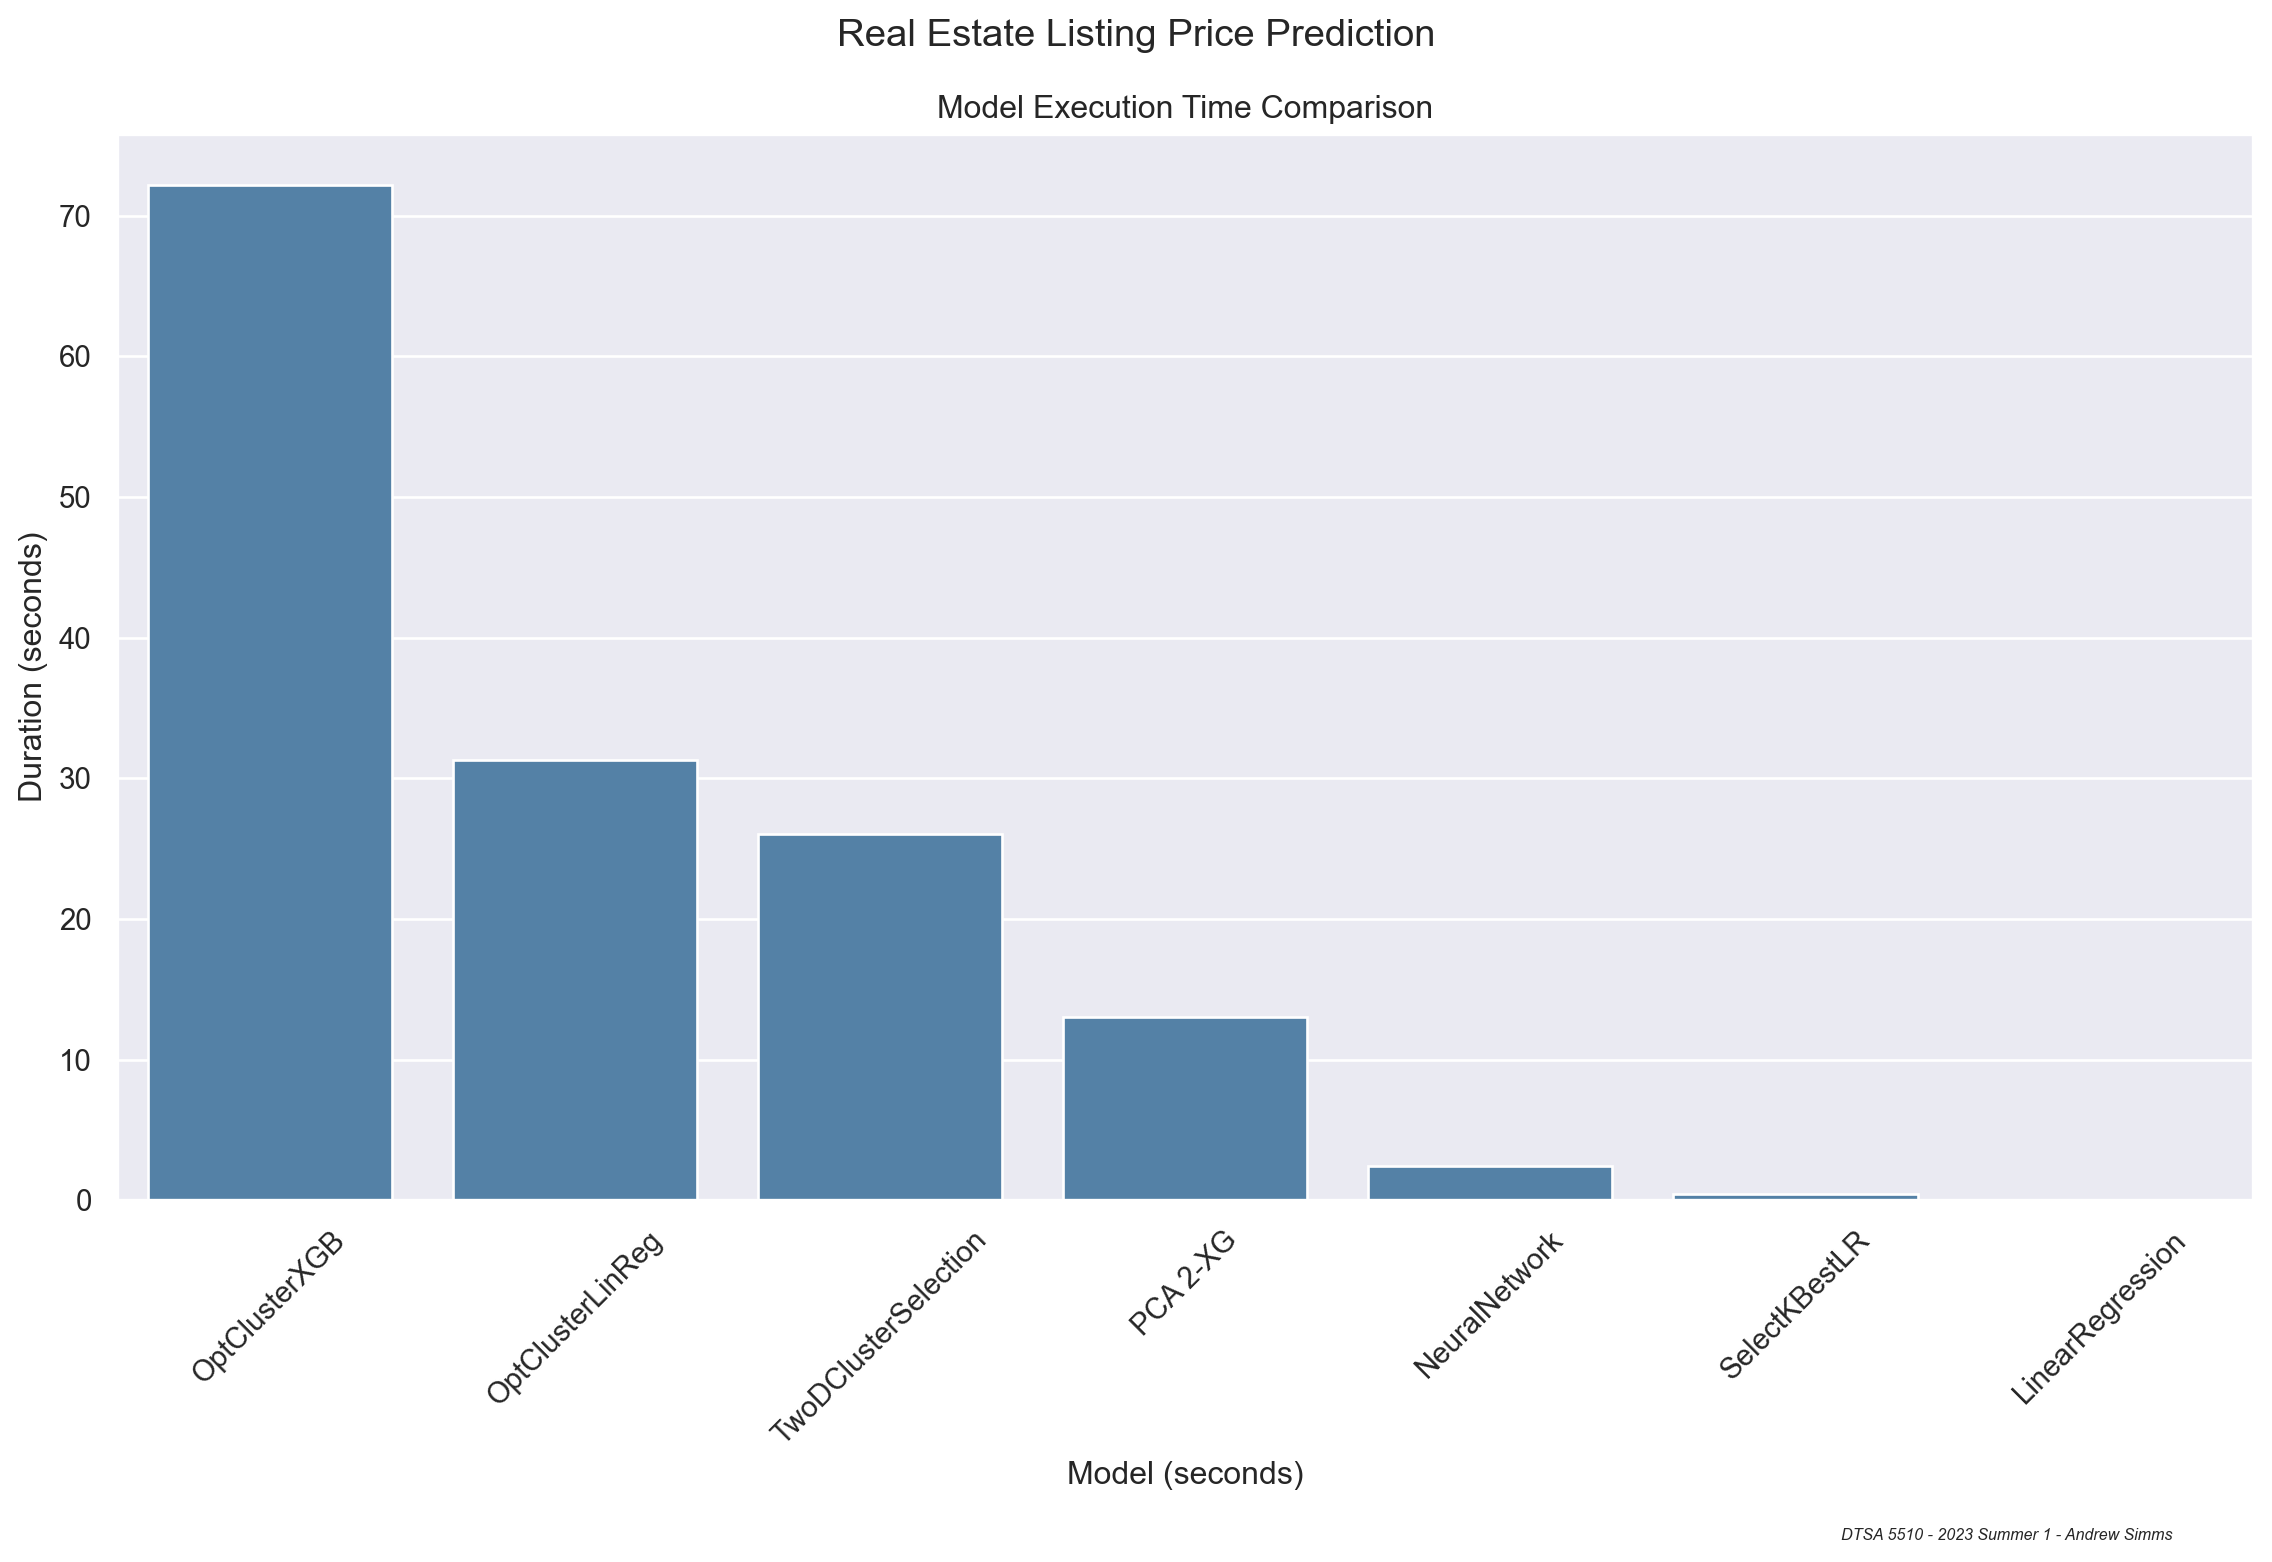 Real Estate Listing Price Prediction
Model Execution Time Comparison
Duration (seconds)
70
60
50
40
30
20
10
0
OptClusterXGB
OptClusterLinReg
TwoDClusterSelection
PCA 2-XG
NeuralNetwork
SelectKBestLR
LinearRegression
Model (seconds)
DTSA 5510 - 2023 Summer 1 - Andrew Simms